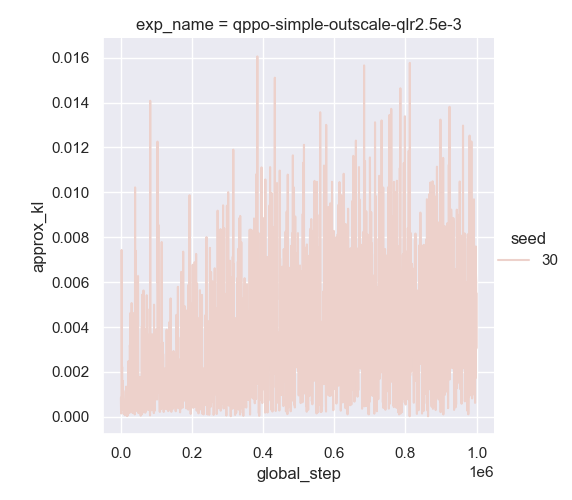 exp_name = qppo-simple-outscale-qlr2.5e-3
0.016
0.014
0.012
0.010
0.008
0.006
0.004
0.002
0.000
approx_kl
seed
30
0.0 0.2 0.4 0.6 0.8 1.0
1e6
global_step